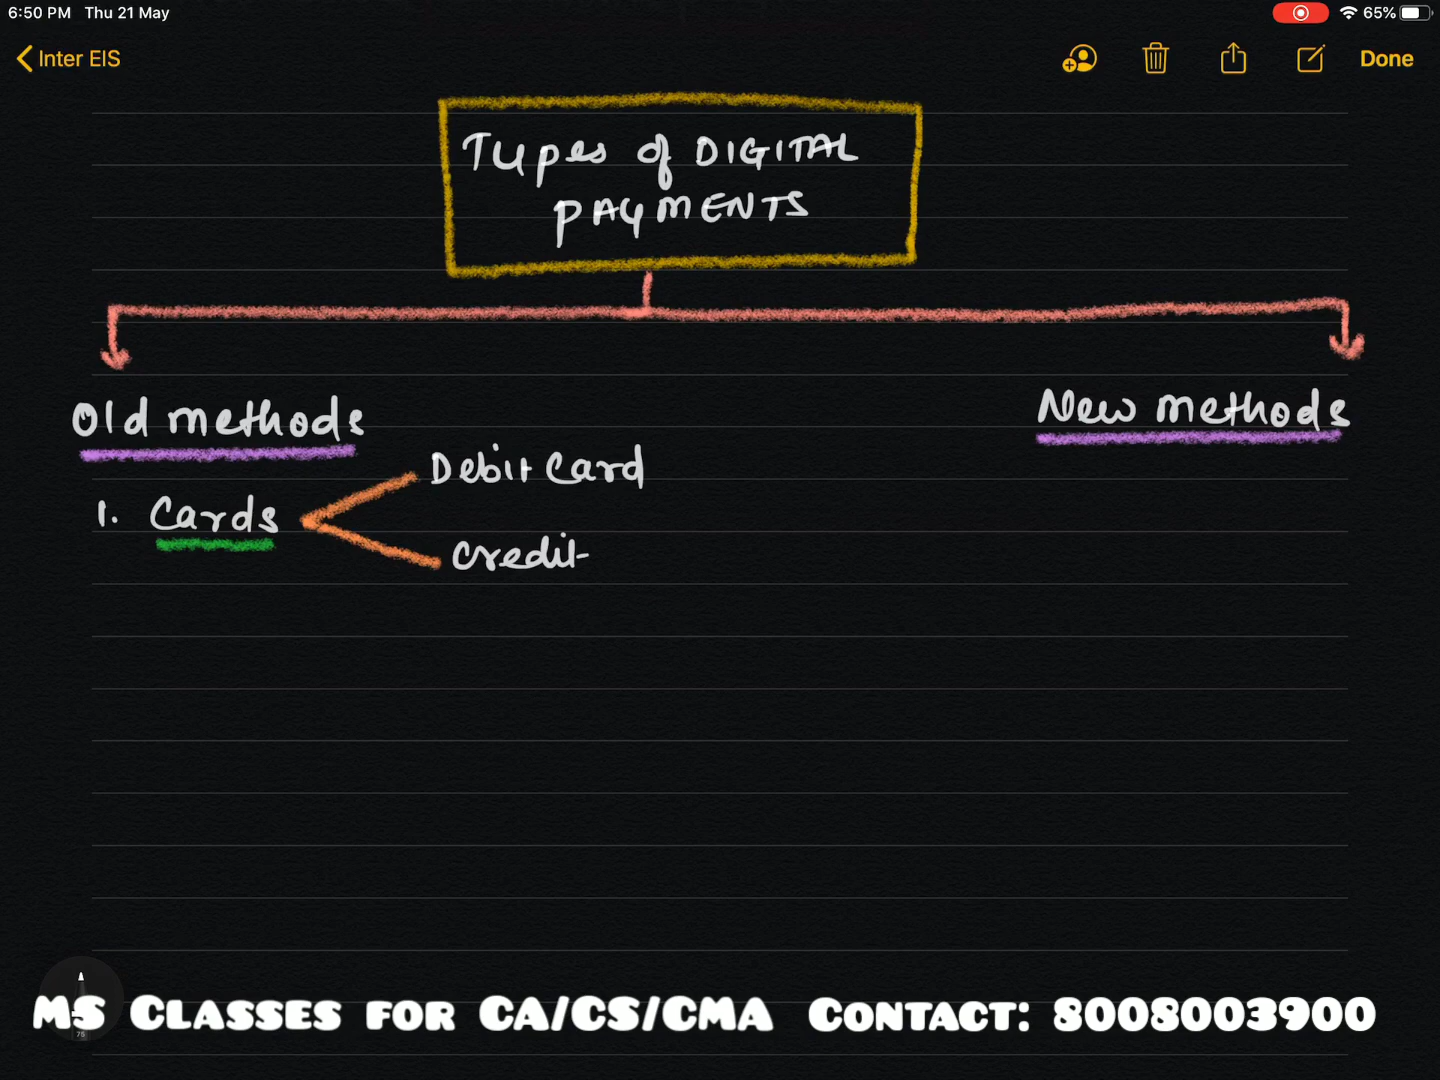 6:50 PM Thu 21 May
65%
Inter EIS
Done
Types of DIGITAL
PAYMENTS
Old methods
New methods
Debit Card
1. Cards
Credit
75
MS Classes for CA/CS/CMA Contact: 8008003900